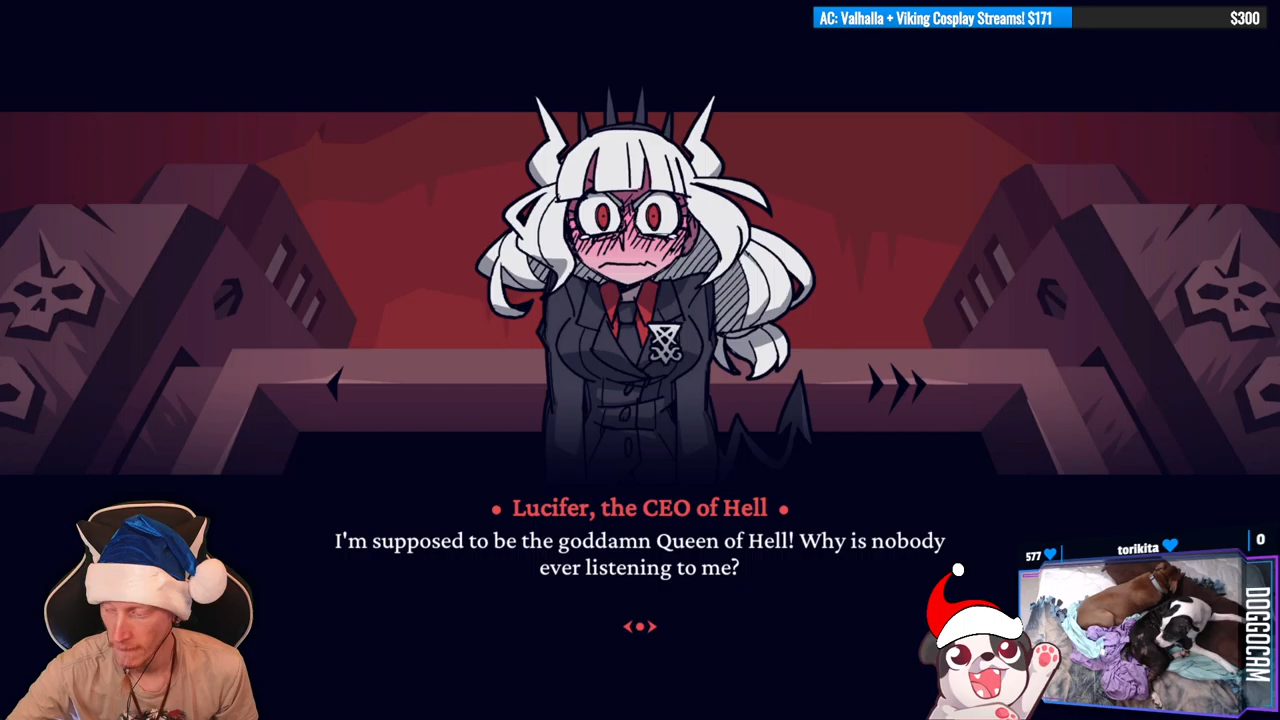 AC: Valhalla + Viking Cosplay Streams! $171
$300
• Lucifer, the CEO of Hell •
I'm supposed to be the goddamn Queen of Hell! Why is nobody
ever listening to me?
577
torikita
0
DOGGOCAM